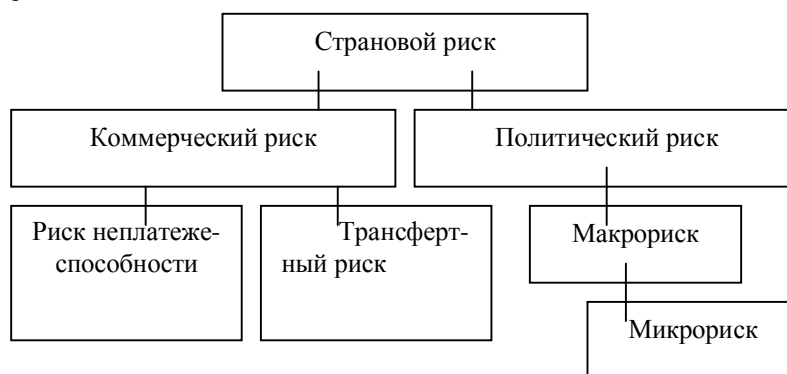 Страновой риск
Коммерческий риск
Политический риск
Риск неплатеже-
способности
Трансферт-
ный риск
Макрориск
Микрориск